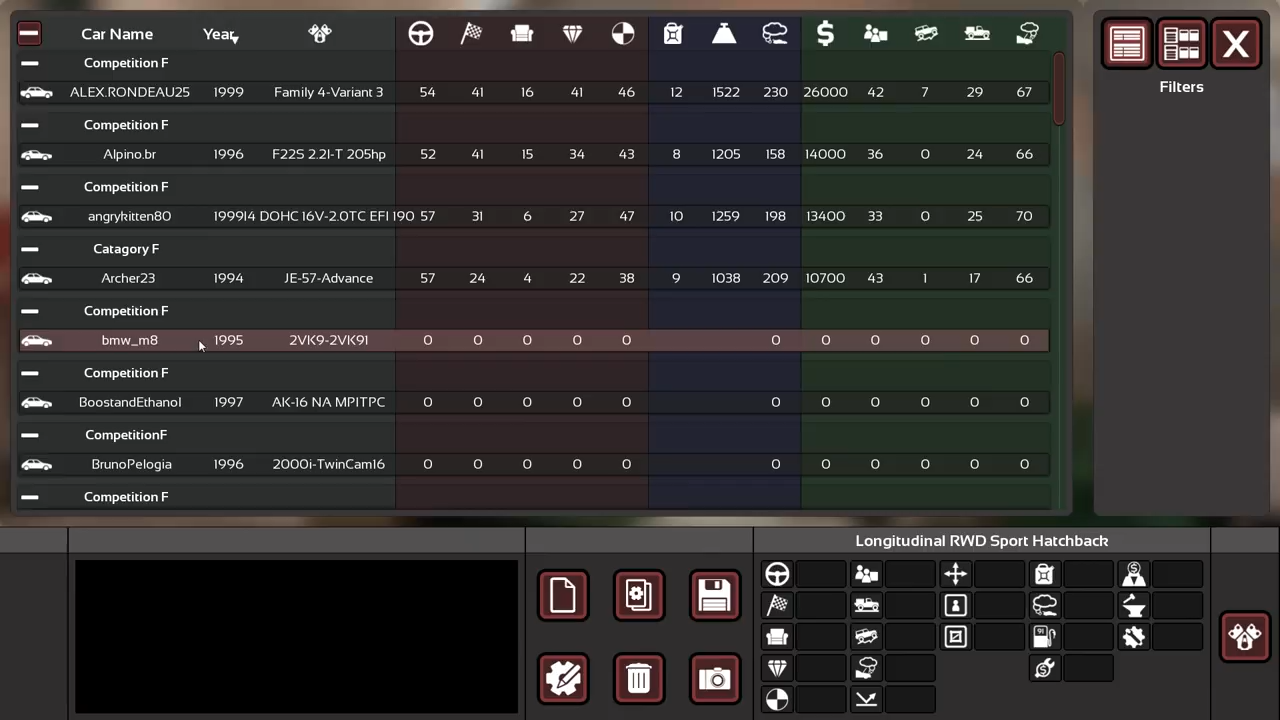 Car Name Year
Competition F
ALEX.RONDEAU25 1999 Family 4-Variant 3 54 41 16 41 46 12 1522 230 26000 42 7 29 67
Competition F
Alpino.br 1996 F22S 2.2l-T 205hp 52 41 15 34 43 8 1205 158 14000 36 0 24 66
Competition F
angrykitten80 1999 I4 DOHC 16V-2.0TC EFI 190 57 31 6 27 47 10 1259 198 13400 33 0 25 70
Catagory F
Archer23 1994 JE-57-Advance 57 24 4 22 38 9 1038 209 10700 43 1 17 66
Competition F
bmw_m8 1995 2VK9-2VK91 0 0 0 0 0 0 0 0 0 0 0
Competition F
BoostandEthanol 1997 AK-16 NA MPITPC 0 0 0 0 0 0 0 0 0 0 0
CompetitionF
BrunoPelogia 1996 2000i-TwinCam16 0 0 0 0 0 0 0 0 0 0 0
Competition F
Filters
Longitudinal RWD Sport Hatchback